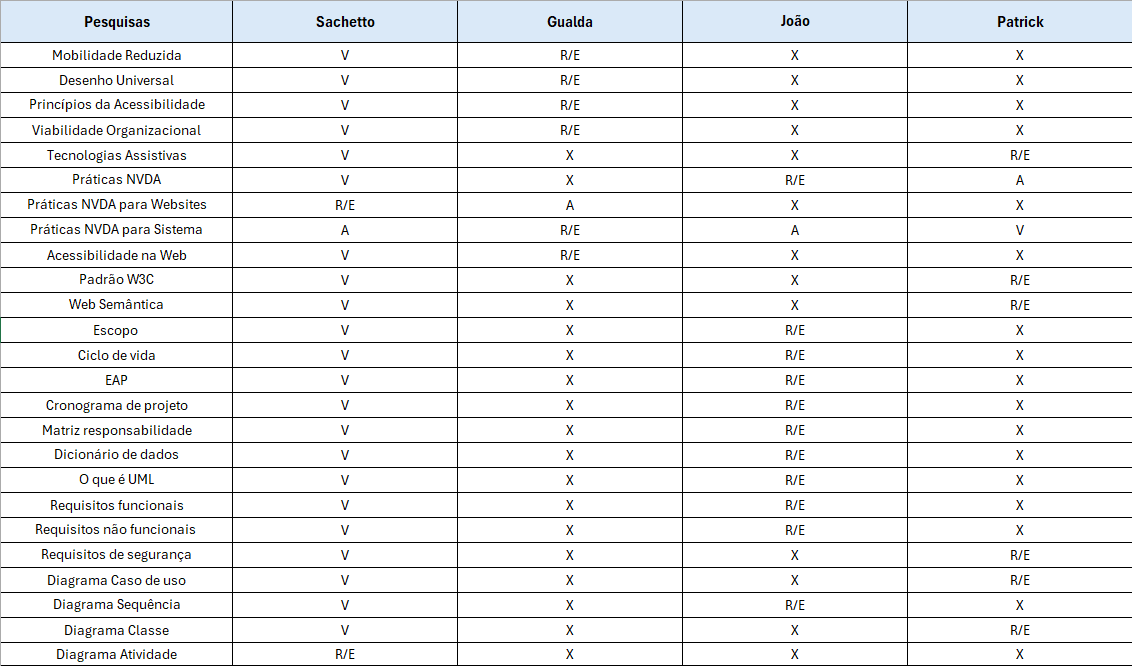 Pesquisas Sachetto Gualda João Patrick
Mobilidade Reduzida V R/E X X
Desenho Universal V R/E X X
Princípios da Acessibilidade V R/E X X
Viabilidade Organizacional V R/E X X
Tecnologias Assistivas V X X R/E
Práticas NVDA V X R/E A
Práticas NVDA para Websites R/E A X X
Práticas NVDA para Sistema A R/E A V
Acessibilidade na Web V R/E X X
Padrão W3C V X X R/E
Web Semântica V X X R/E
Escopo V X R/E X
Ciclo de vida V X R/E X
EAP V X R/E X
Cronograma de projeto V X R/E X
Matriz responsabilidade V X R/E X
Dicionário de dados V X R/E X
O que é UML V X R/E X
Requisitos funcionais V X R/E X
Requisitos não funcionais V X R/E X
Requisitos de segurança V X X R/E
Diagrama Caso de uso V X X R/E
Diagrama Sequência V X R/E X
Diagrama Classe V X X R/E
Diagrama Atividade R/E X X X